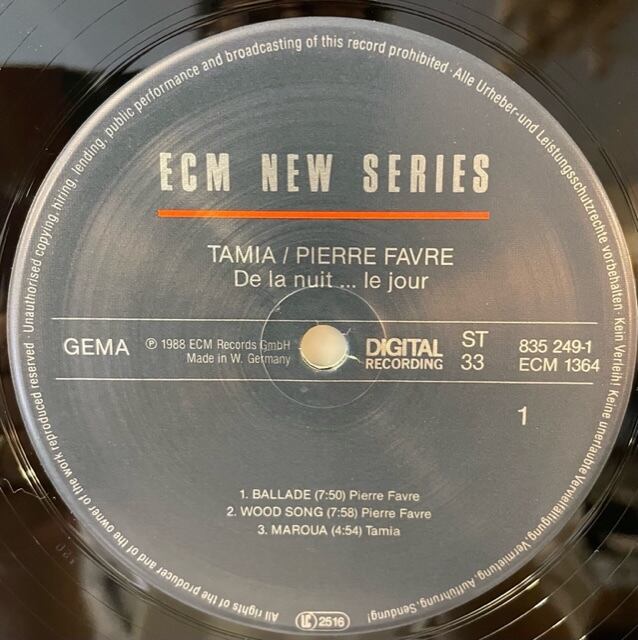 ECM NEW SERIES
TAMIA / PIERRE FAVRE
De la nuit ... le jour
GEMA
℗ 1988 ECM Records GmbH
Made in W. Germany
DIGITAL
RECORDING
ST
33
835 249-1
ECM 1364
1
1. BALLADE (7:50) Pierre Favre
2. WOOD SONG (7:58) Pierre Favre
3. MAROUA (4:54) Tamia
All rights of the producer and of the owner of the work reproduced reserved · Unauthorised copying, hiring, lending, public performance and broadcasting of this record prohibited · Alle Urheber- und Leistungsschutzrechte vorbehalten · Kein Verleih! Keine unerlaubte Vervielfältigung, Vermietung, Aufführung, Sendung!
LC 2516